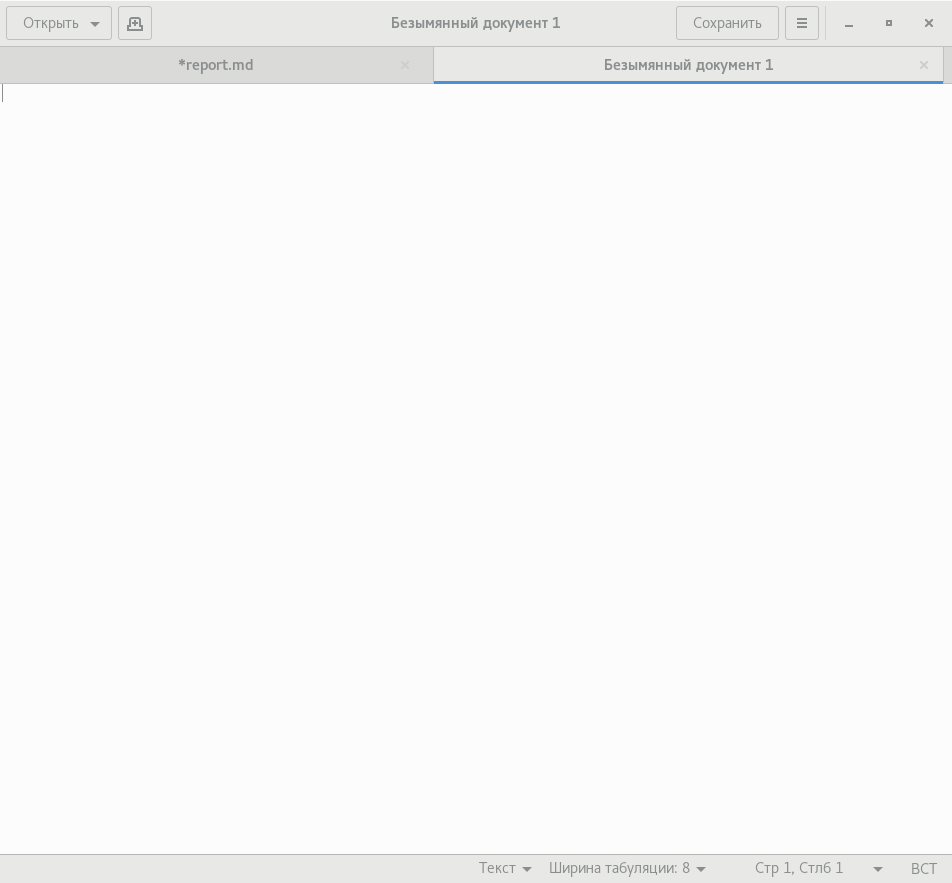 Открыть Безымянный документ 1 Сохранить
*report.md Безымянный документ 1
Текст Ширина табуляции: 8 Стр 1, Стлб 1 ВСТ